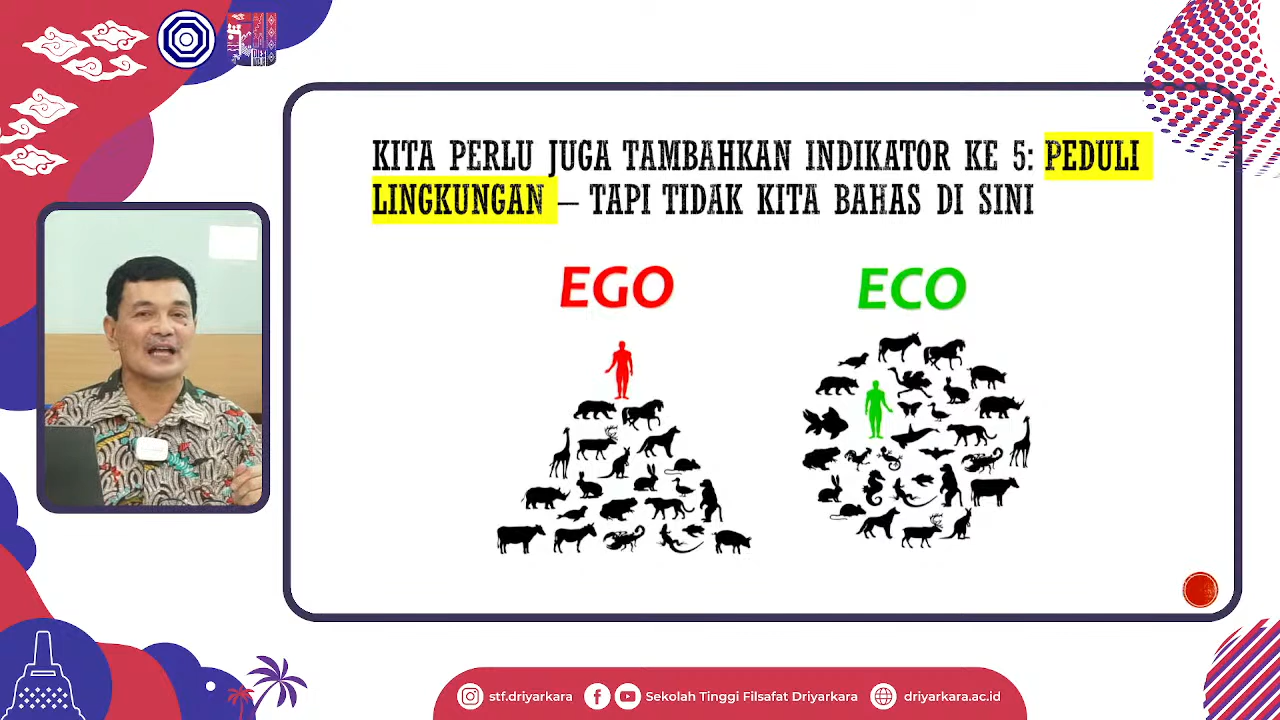 KITA PERLU JUGA TAMBAHKAN INDIKATOR KE 5: PEDULI
LINGKUNGAN – TAPI TIDAK KITA BAHAS DI SINI
EGO
ECO
stf.driyarkara
Sekolah Tinggi Filsafat Driyarkara
driyarkara.ac.id